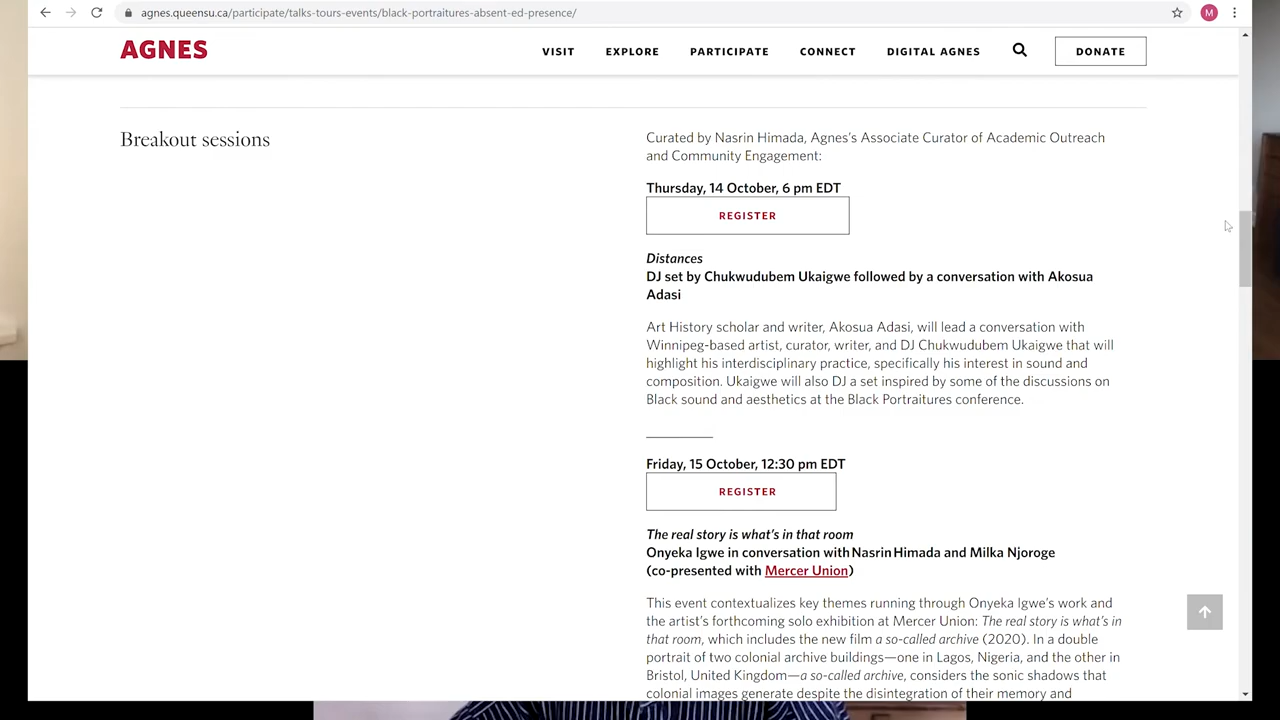 agnes.queensu.ca/participate/talks-tours-events/black-portraitures-absent-ed-presence/
M
AGNES
VISIT
EXPLORE
PARTICIPATE
CONNECT
DIGITAL AGNES
DONATE
Breakout sessions
Curated by Nasrin Himada, Agnes’s Associate Curator of Academic Outreach
and Community Engagement:
Thursday, 14 October, 6 pm EDT
REGISTER
Distances
DJ set by Chukwudubem Ukaigwe followed by a conversation with Akosua
Adasi
Art History scholar and writer, Akosua Adasi, will lead a conversation with
Winnipeg-based artist, curator, writer, and DJ Chukwudubem Ukaigwe that will
highlight his interdisciplinary practice, specifically his interest in sound and
composition. Ukaigwe will also DJ a set inspired by some of the discussions on
Black sound and aesthetics at the Black Portraitures conference.
Friday, 15 October, 12:30 pm EDT
REGISTER
The real story is what’s in that room
Onyeka Igwe in conversation with Nasrin Himada and Milka Njoroge
(co-presented with Mercer Union)
This event contextualizes key themes running through Onyeka Igwe’s work and
the artist’s forthcoming solo exhibition at Mercer Union: The real story is what’s in
that room, which includes the new film a so-called archive (2020). In a double
portrait of two colonial archive buildings—one in Lagos, Nigeria, and the other in
Bristol, United Kingdom—a so-called archive, considers the sonic shadows that
colonial images generate despite the disintegration of their memory and